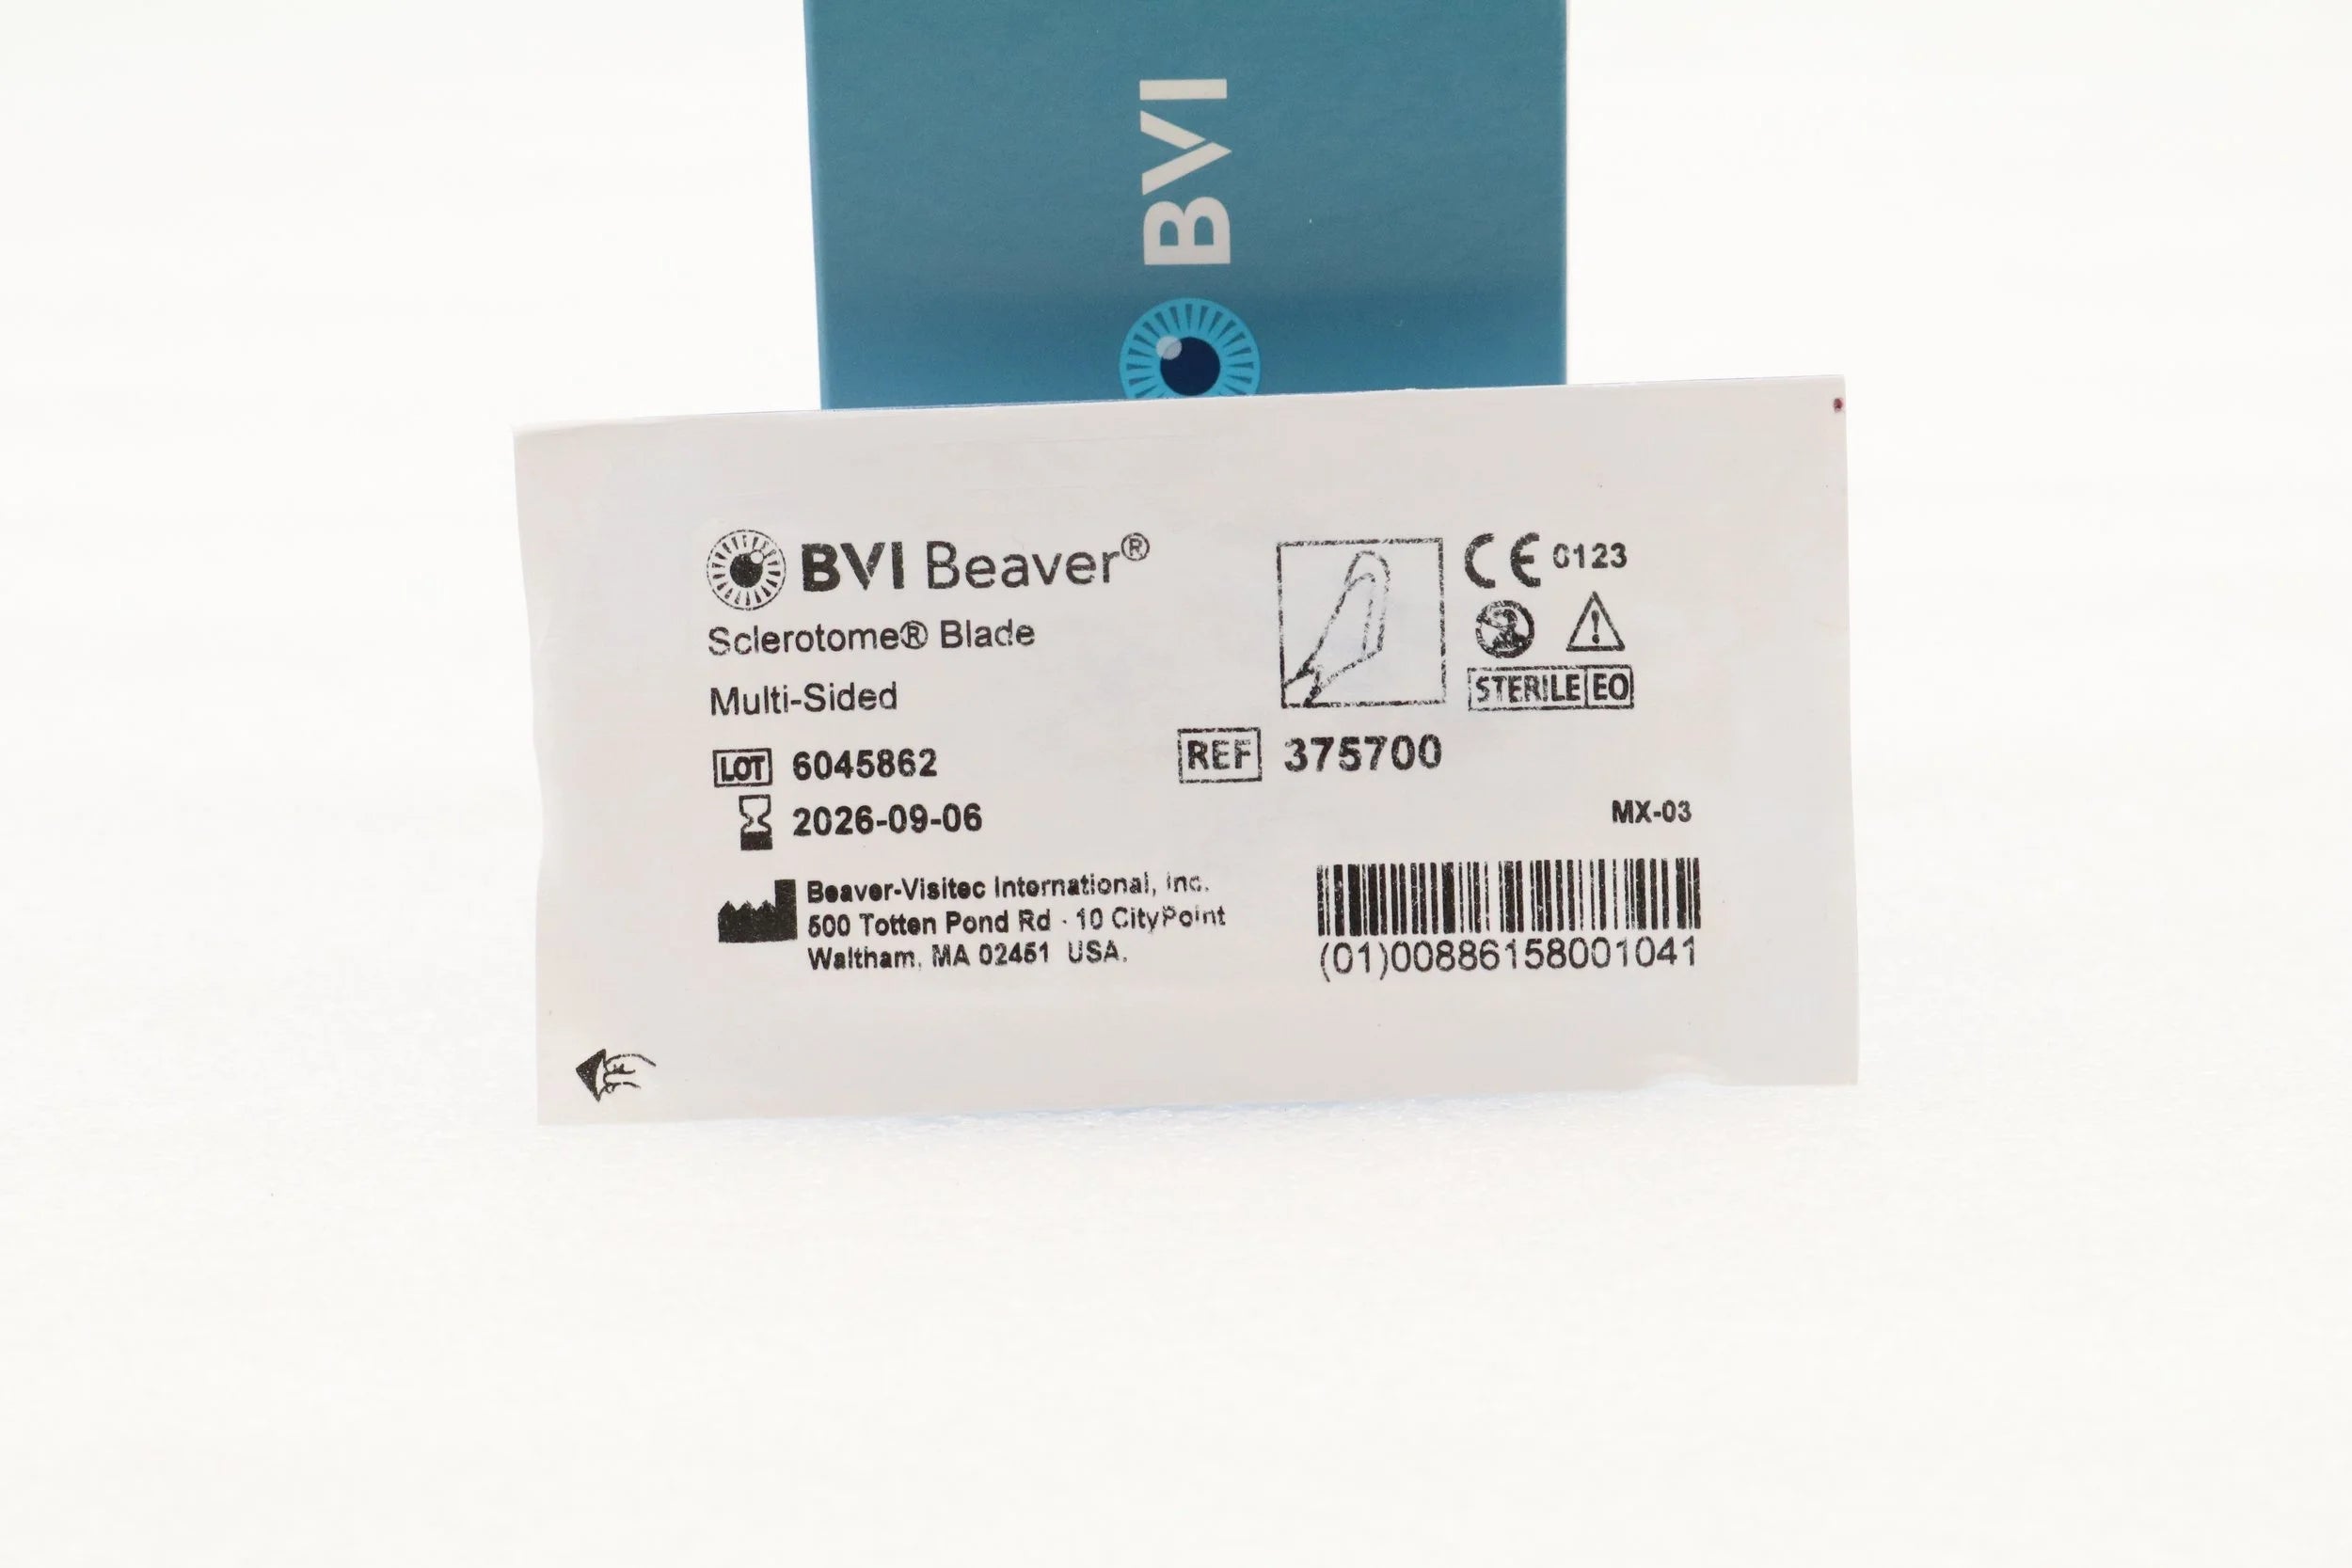 BVI
BVI Beaver®
Sclerotome® Blade
Multi-Sided
CE 0123
STERILE EO
LOT 6045862
REF 375700
2026-09-06
MX-03
Beaver-Visitec International, Inc.
500 Totten Pond Rd · 10 CityPoint
Waltham, MA 02451 USA.
(01)00886158001041